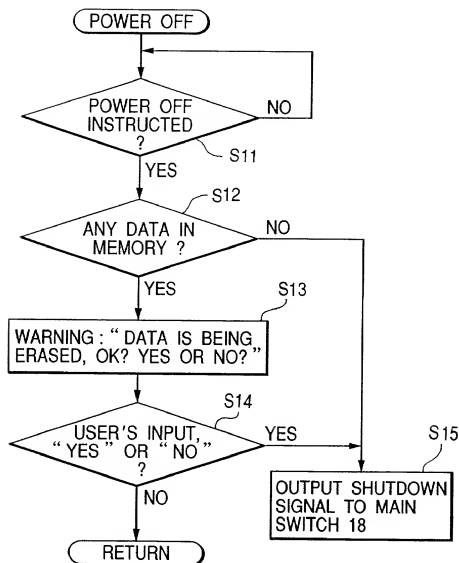 POWER OFF
POWER OFF
INSTRUCTED
?
NO
S11
YES
S12
ANY DATA IN
MEMORY ?
NO
YES
S13
WARNING : “ DATA IS BEING
ERASED, OK? YES OR NO? ”
S14
USER'S INPUT,
“ YES ” OR “ NO ”
?
YES
S15
NO
OUTPUT SHUTDOWN
SIGNAL TO MAIN
SWITCH 18
RETURN